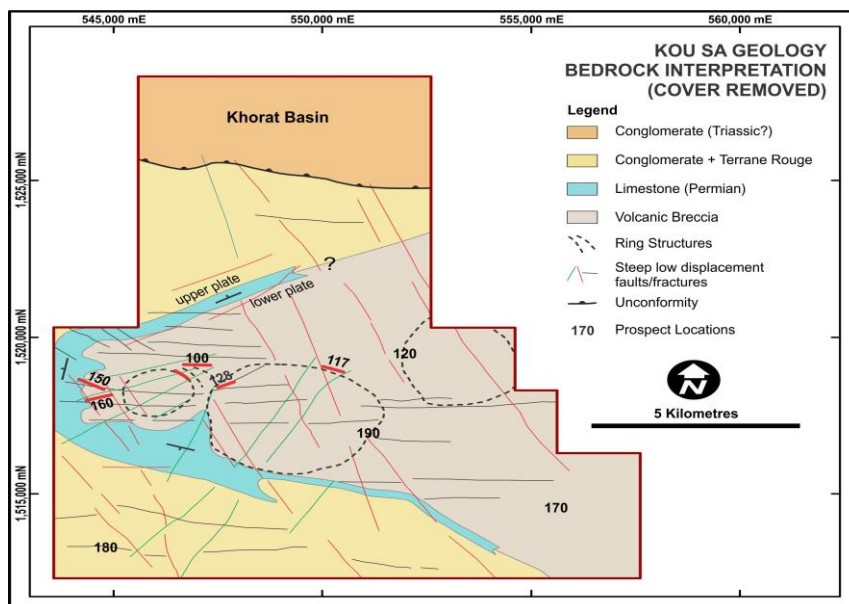 545,000 mE
550,000 mE
555,000 mE
560,000 mE
KOU SA GEOLOGY
BEDROCK INTERPRETATION
(COVER REMOVED)
Legend
Conglomerate (Triassic?)
Conglomerate + Terrane Rouge
Limestone (Permian)
Volcanic Breccia
Ring Structures
Steep low displacement
faults/fractures
Unconformity
170 Prospect Locations
N
5 Kilometres
Khorat Basin
1,525,000 mN
?
upper plate
lower plate
1,520,000 mN
100
117
120
150
128
160
190
1,515,000 mN
170
180